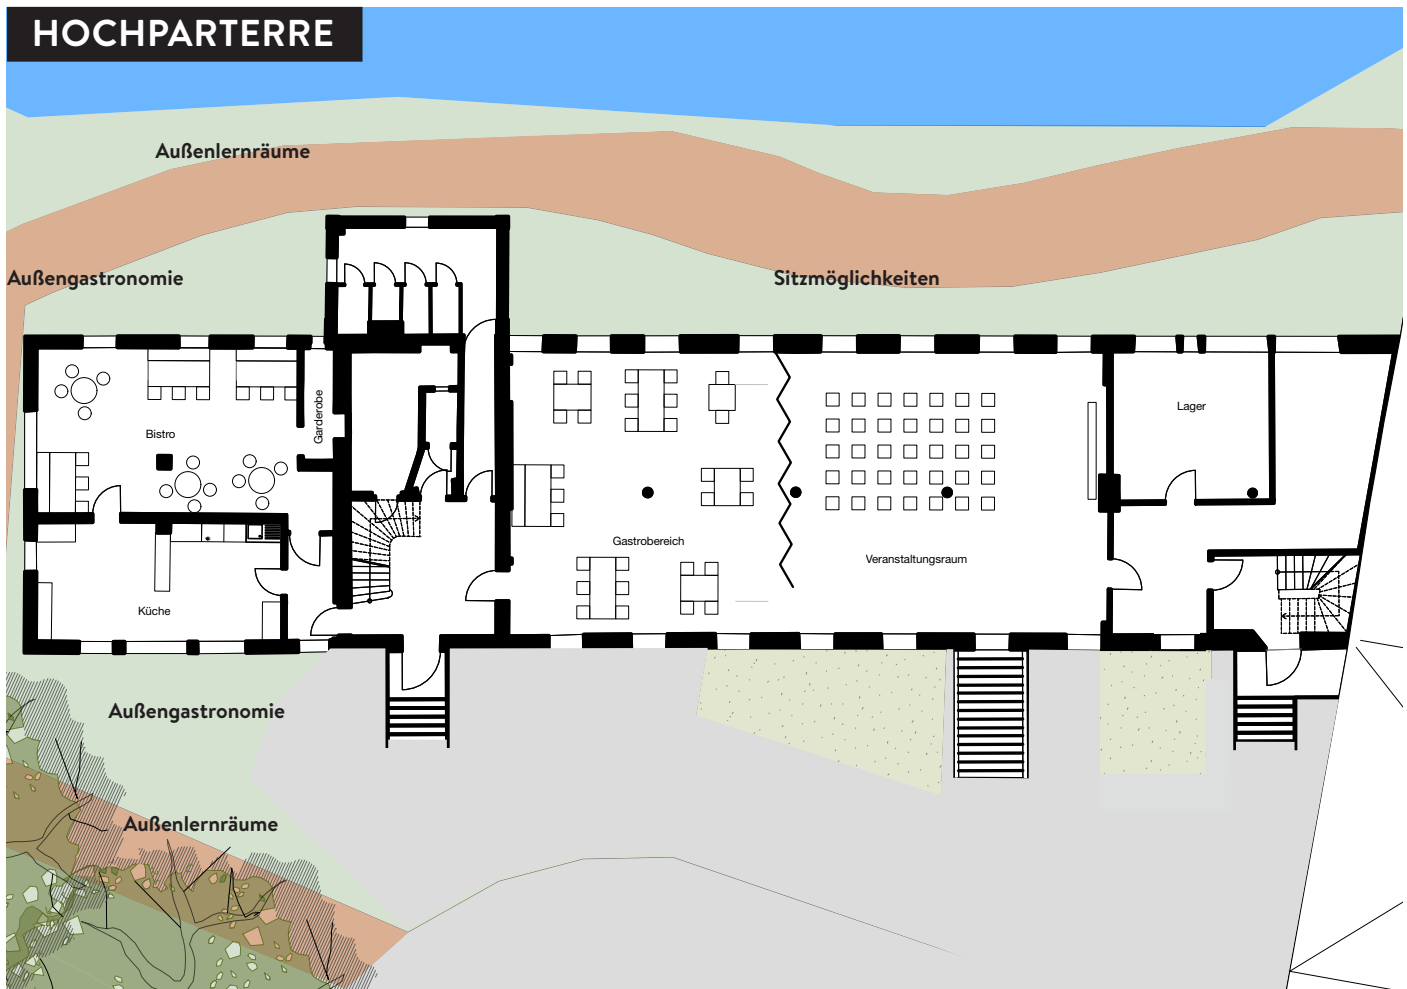 HOCHPARTERRE
Außenlernräume
Außengastronomie
Sitzmöglichkeiten
Garderobe
Lager
Bistro
Gastrobereich
Veranstaltungsraum
Küche
Außengastronomie
Außenlernräume